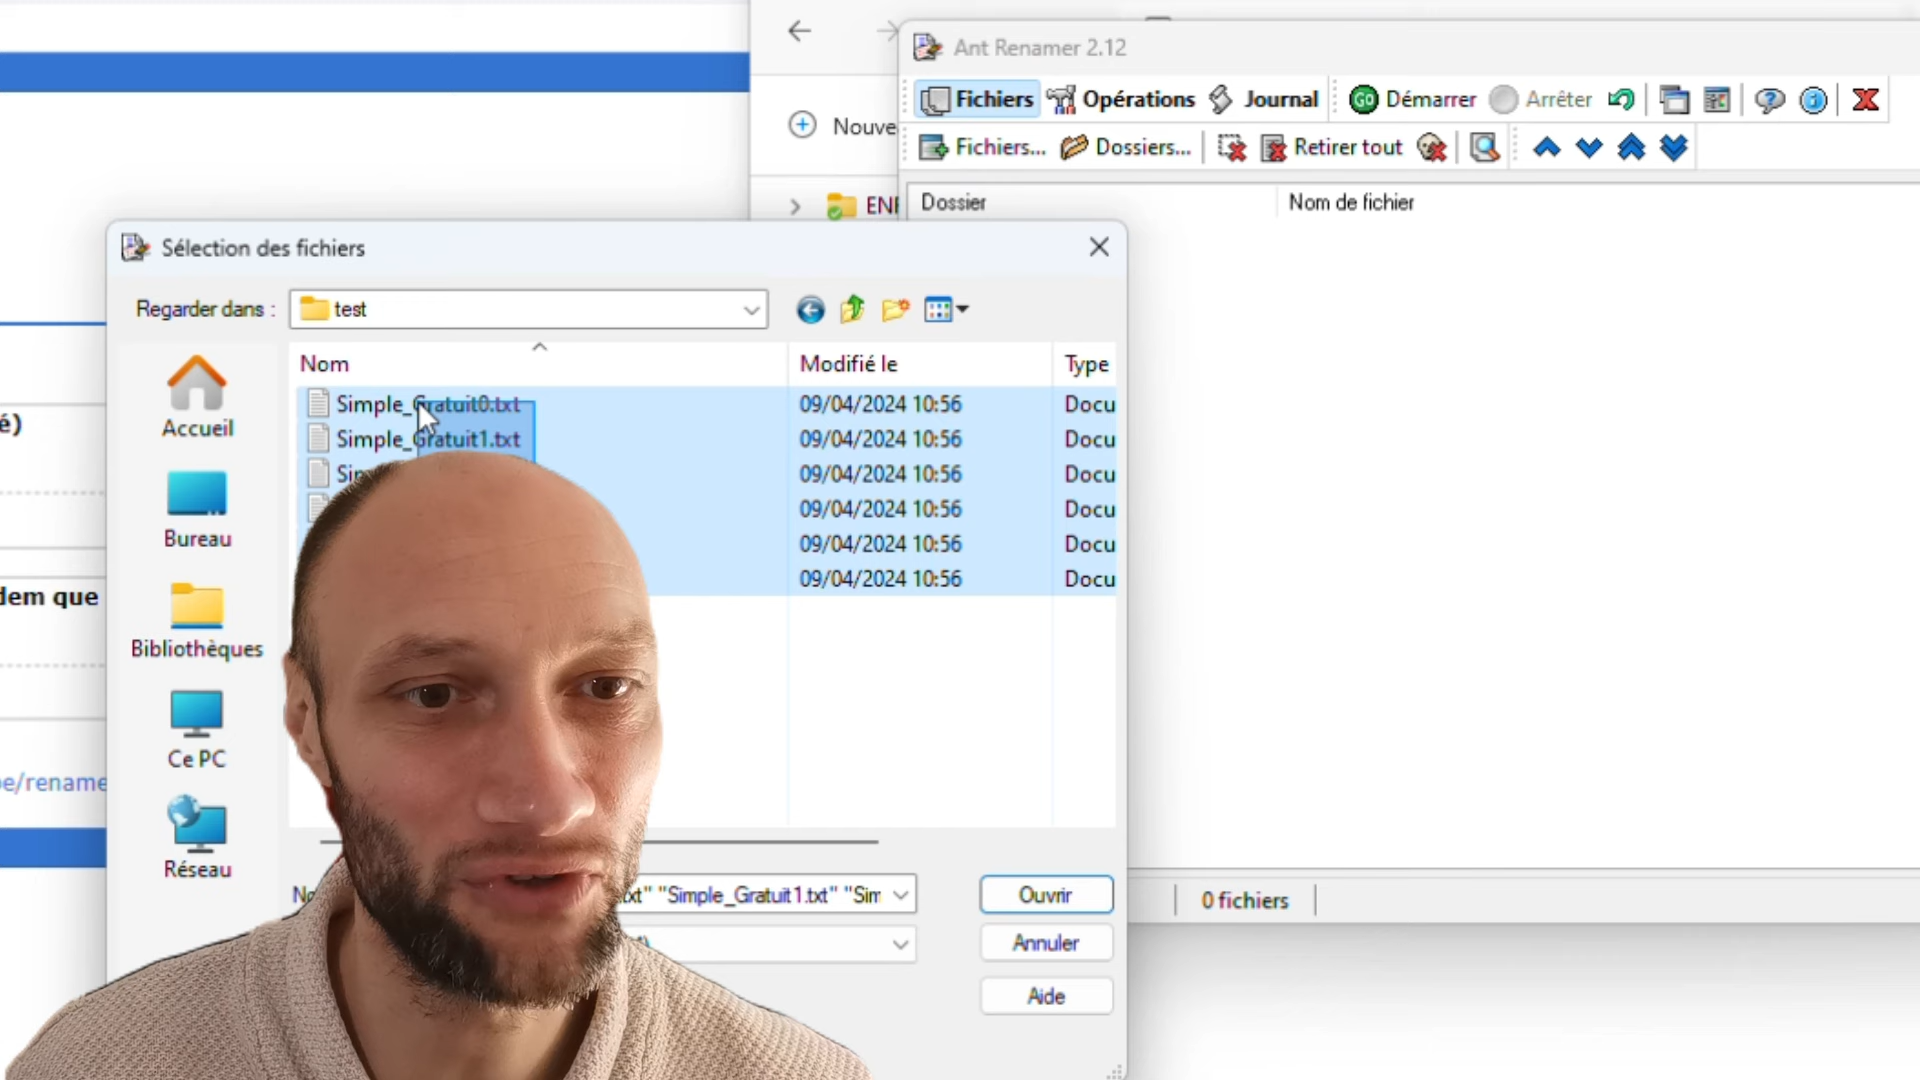 Ant Renamer 2.12
Fichiers Opérations Journal Démarrer Arrêter
Nouve
Fichiers... Dossiers... Retirer tout
Dossier Nom de fichier
Sélection des fichiers
Regarder dans : test
Nom Modifié le Type
Simple_Gratuit0.txt 09/04/2024 10:56 Docu
Simple_Gratuit1.txt 09/04/2024 10:56 Docu
Sim 09/04/2024 10:56 Docu
09/04/2024 10:56 Docu
09/04/2024 10:56 Docu
09/04/2024 10:56 Docu
Accueil
Bureau
Bibliothèques
Ce PC
Réseau
é)
dem que
e/rename
.txt" "Simple_Gratuit1.txt" "Sim
Ouvrir
Annuler
Aide
0 fichiers